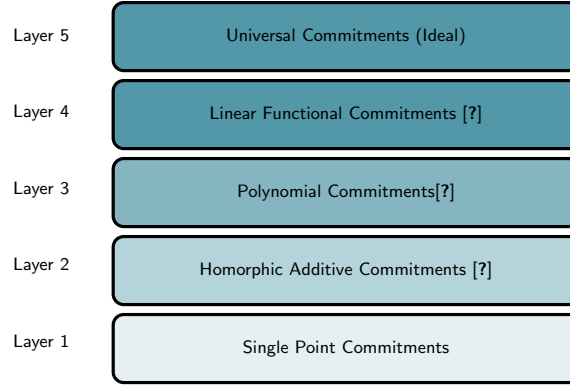 Layer 5 Universal Commitments (Ideal)
Layer 4 Linear Functional Commitments [?]
Layer 3 Polynomial Commitments[?]
Layer 2 Homorphic Additive Commitments [?]
Layer 1 Single Point Commitments